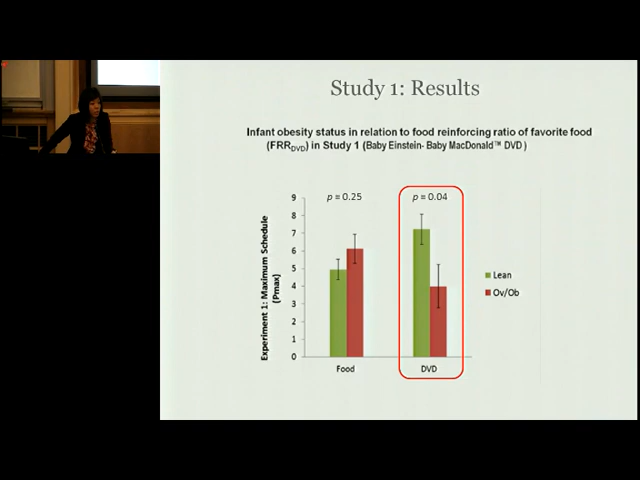 Study 1: Results
Infant obesity status in relation to food reinforcing ratio of favorite food
(FRRDVD) in Study 1 (Baby Einstein- Baby MacDonald™ DVD )
Experiment 1: Maximum Schedule
(Pmax)
9
8
7
6
5
4
3
2
1
0
p = 0.25
p = 0.04
Food
DVD
Lean
Ov/Ob